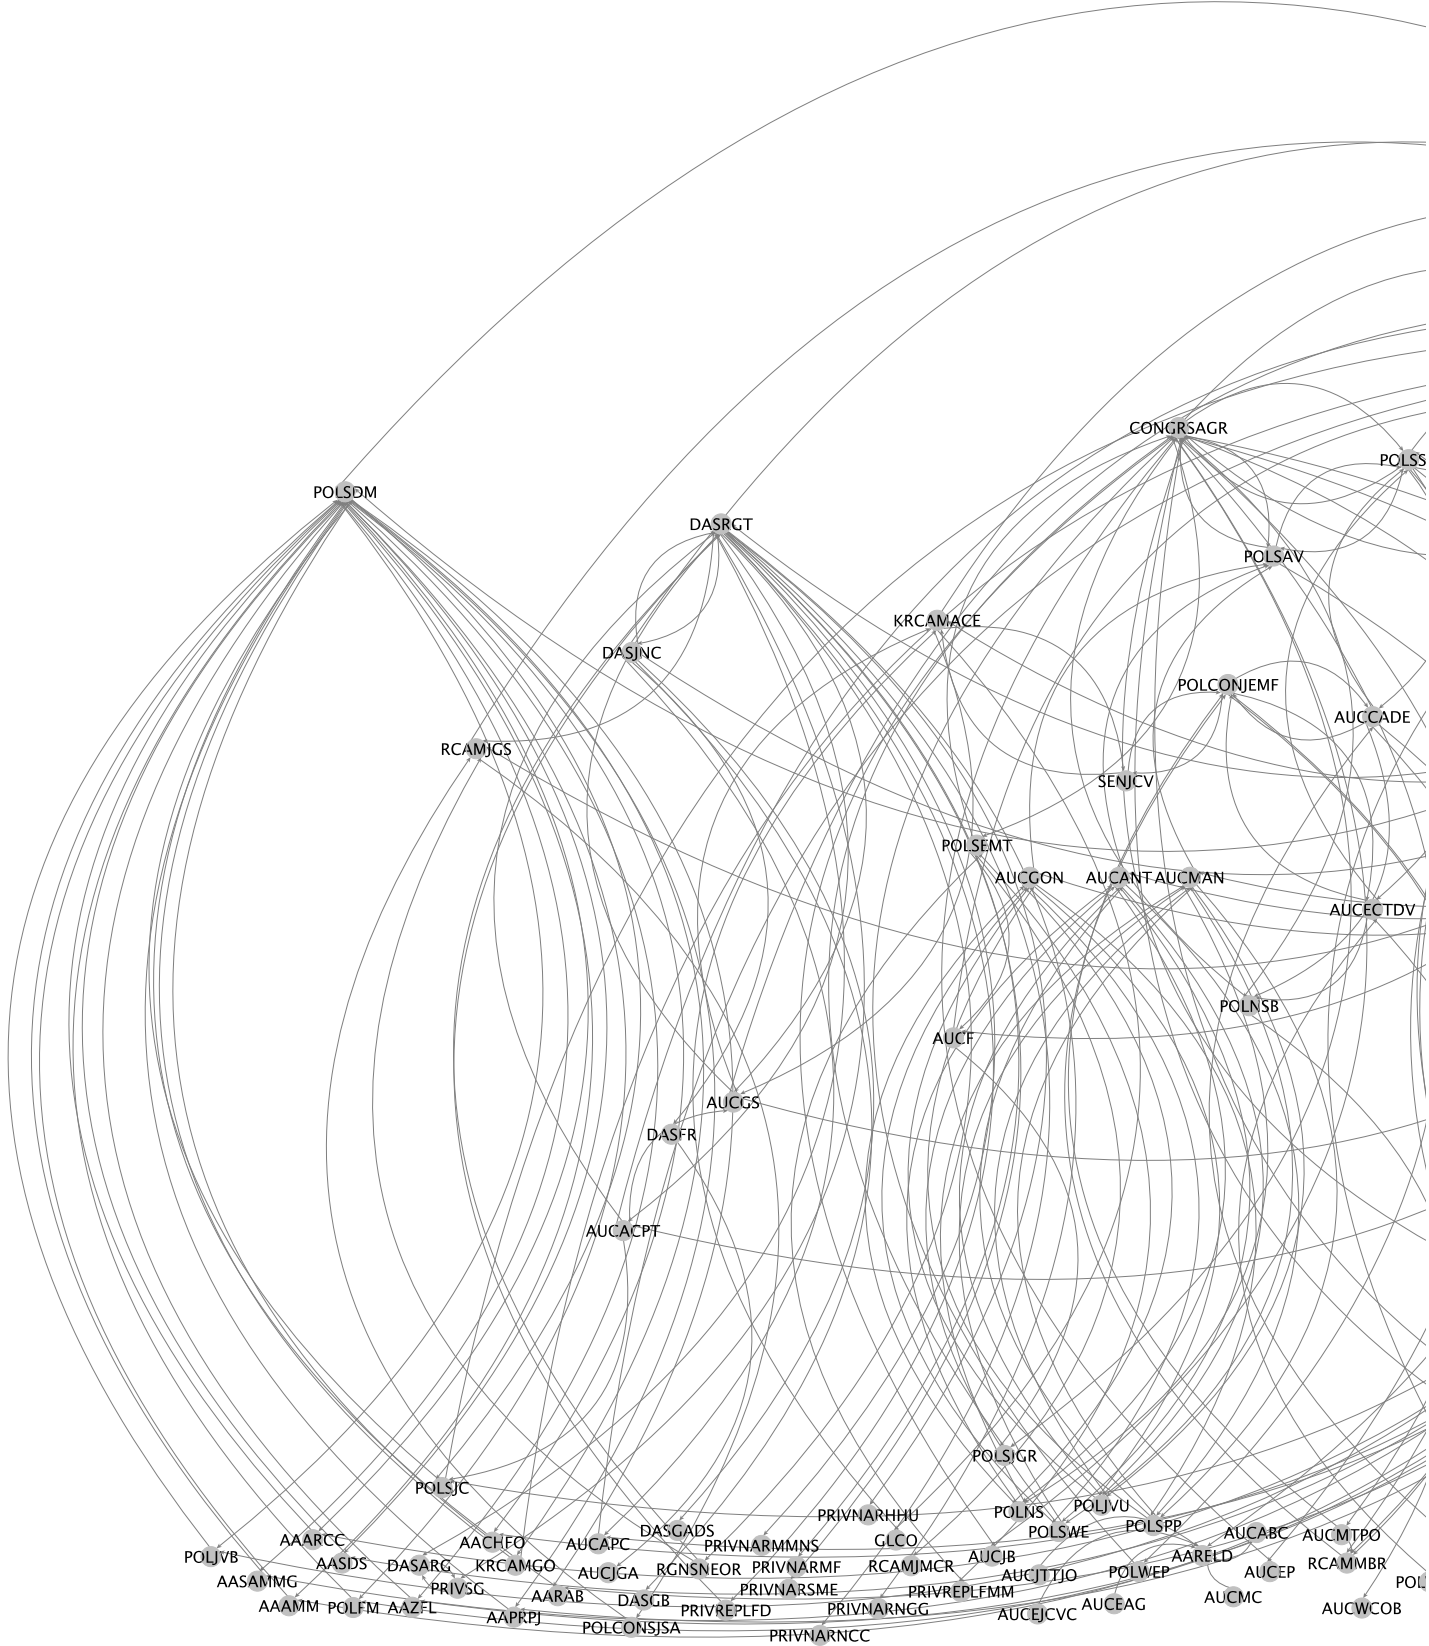 CONGRSAGR
POLSS
POLSDM
DASRGT
POLSAV
KRCAMACE
DASJNC
POLCONJEMF
AUCCADE
RCAMJGS
SENJCV
POLSEMT
AUCGON
AUCANT
AUCMAN
AUCECTDV
POLNSB
AUCF
AUCGS
DASFR
AUCACPT
POLSJGR
POLSJC
POLNS
POLJVU
PRIVNARHHU
POLSWE
POLSPP
AAARCC
AACHFO
AUCAPC
DASGADS
PRIVNARMMNS
GLCO
AUCABC
AUCMTPO
POLJVB
AASDS
DASARG
KRCAMGO
AUCJGA
RGNSNEOR
PRIVNARMF
RCAMJMCR
AUCJB
AUCJTTJO
POLWEP
AARELD
AUCEP
RCAMMBR
AASAMMG
PRIVSG
AARAB
DASGB
PRIVNARSME
PRIVREPLFMM
POL
AAAMM
POLFM
AAZFL
AAPRPJ
POLCONSJSA
PRIVREPLFD
PRIVNARNGG
AUCEJCVC
AUCEAG
AUCMC
AUCWCOB
PRIVNARNCC